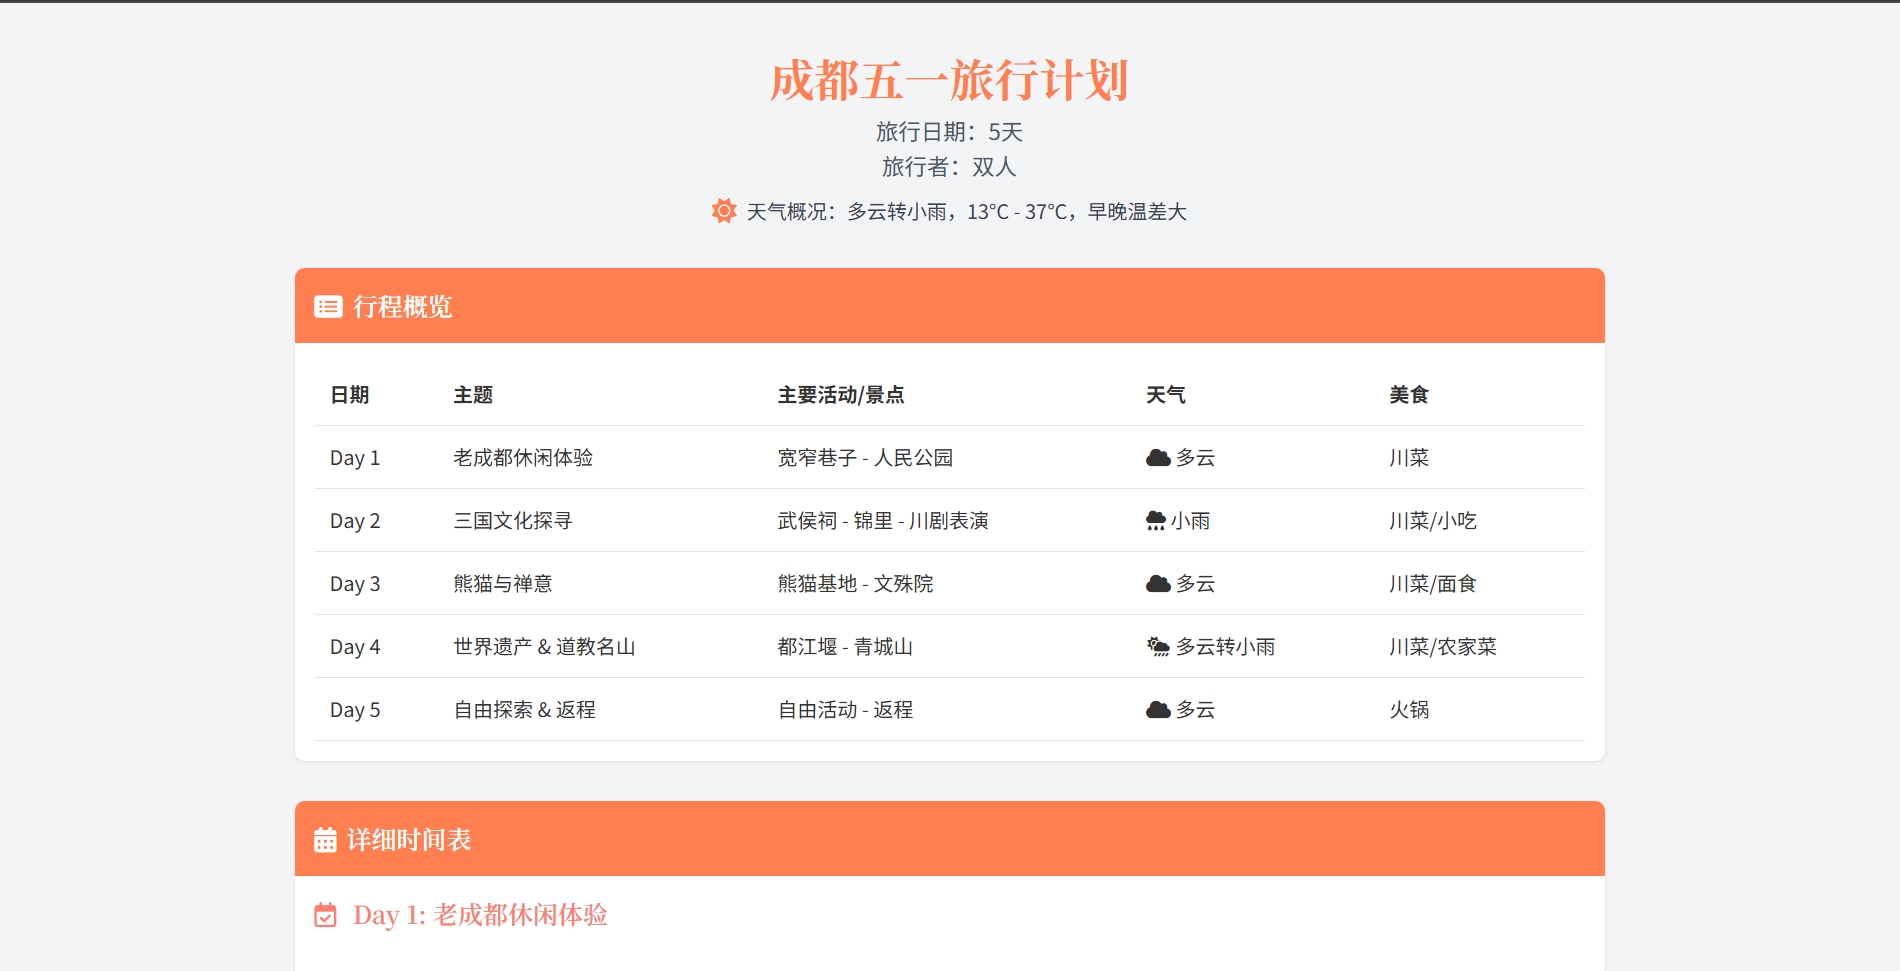 成都五一旅行计划
旅行日期：5天
旅行者：双人
天气概况：多云转小雨，13°C - 37°C，早晚温差大
行程概览
日期 主题 主要活动/景点 天气 美食
Day 1 老成都休闲体验 宽窄巷子 - 人民公园 多云 川菜
Day 2 三国文化探寻 武侯祠 - 锦里 - 川剧表演 小雨 川菜/小吃
Day 3 熊猫与禅意 熊猫基地 - 文殊院 多云 川菜/面食
Day 4 世界遗产 & 道教名山 都江堰 - 青城山 多云转小雨 川菜/农家菜
Day 5 自由探索 & 返程 自由活动 - 返程 多云 火锅
详细时间表
Day 1: 老成都休闲体验